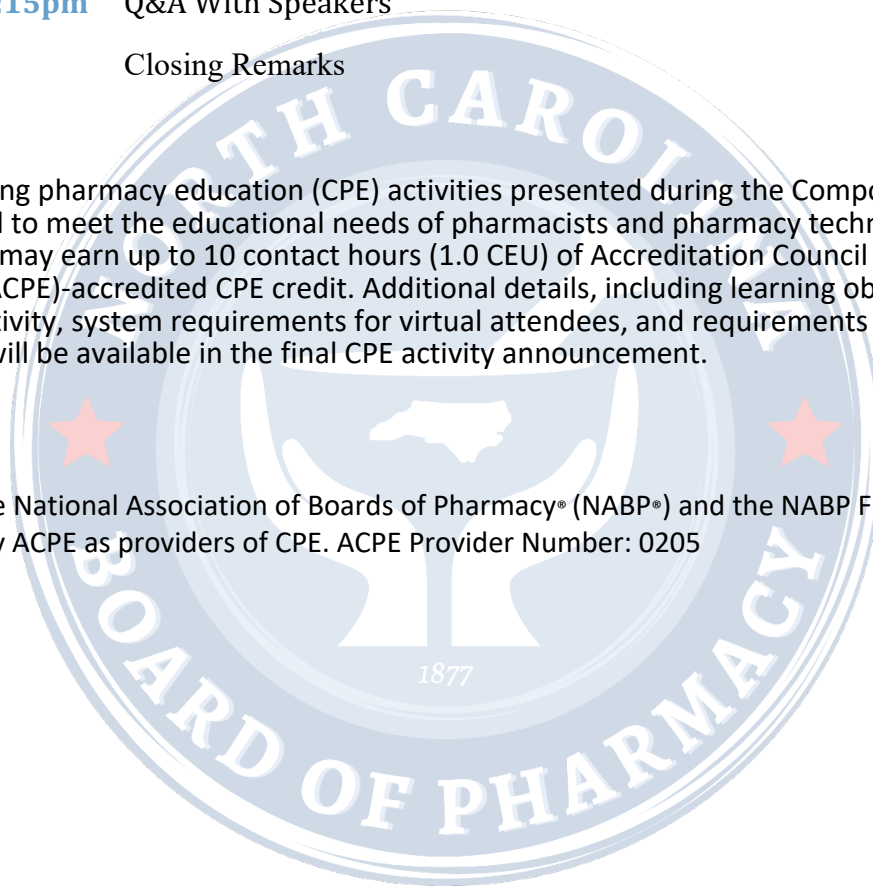 :15pm Q&A With Speakers
Closing Remarks
NORTH CAROLINA
ng pharmacy education (CPE) activities presented during the Compo
d to meet the educational needs of pharmacists and pharmacy techn
may earn up to 10 contact hours (1.0 CEU) of Accreditation Council
ACPE)-accredited CPE credit. Additional details, including learning ob
tivity, system requirements for virtual attendees, and requirements
will be available in the final CPE activity announcement.
e National Association of Boards of Pharmacy® (NABP®) and the NABP F
y ACPE as providers of CPE. ACPE Provider Number: 0205
1877
BOARD OF PHARMACY